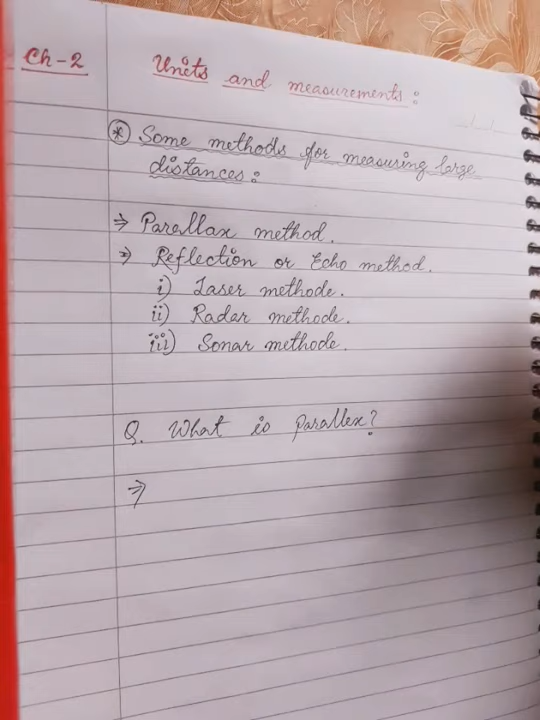 Ch-2
Units and measurements:
* Some methods for measuring large
distances:
⇒ Parallax method.
⇒ Reflection or Echo method.
i) Laser methode.
ii) Radar methode.
iii) Sonar methode.
Q. What is parallex?
⇒